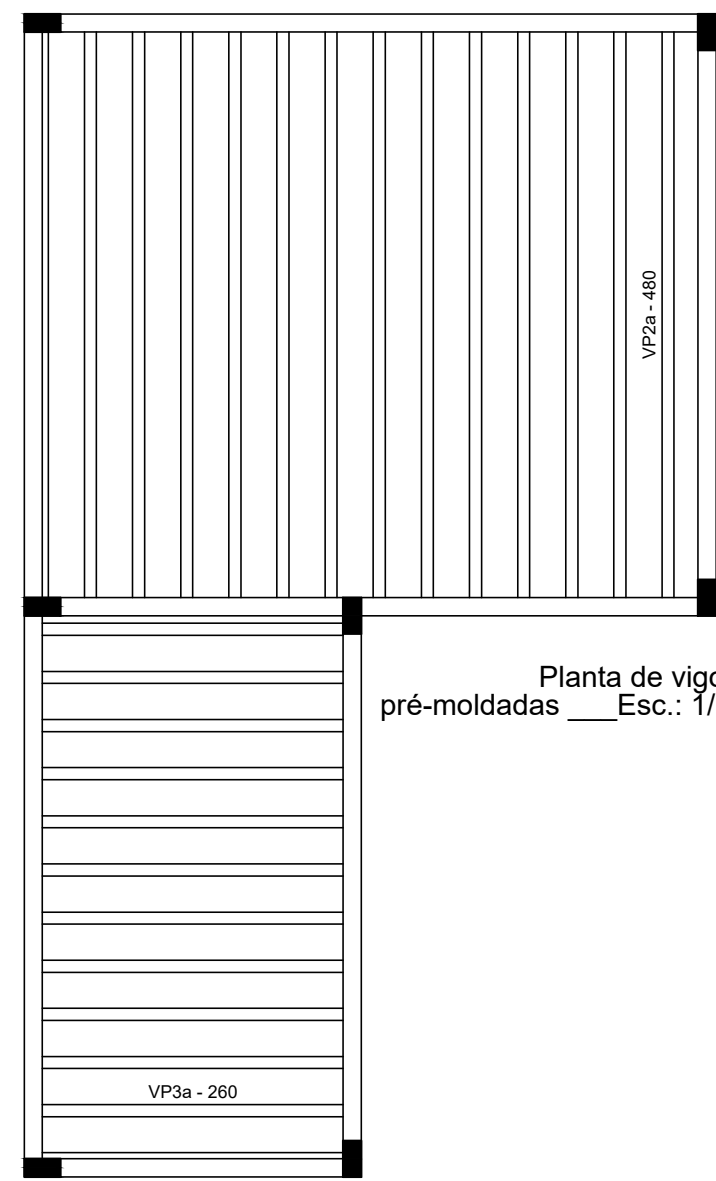 VP2a - 480
Planta de vigo
pré-moldadas ___Esc.: 1/
VP3a - 260